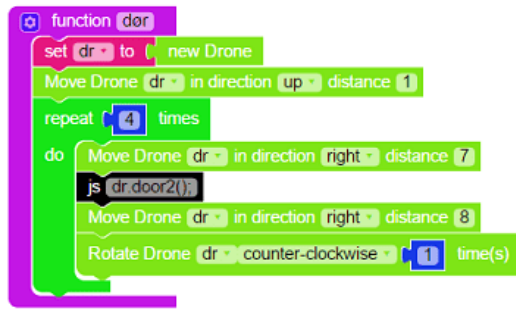 function dør
set dr to new Drone
Move Drone dr in direction up distance 1
repeat 4 times
do Move Drone dr in direction right distance 7
js dr.door2();
Move Drone dr in direction right distance 8
Rotate Drone dr counter-clockwise 1 time(s)